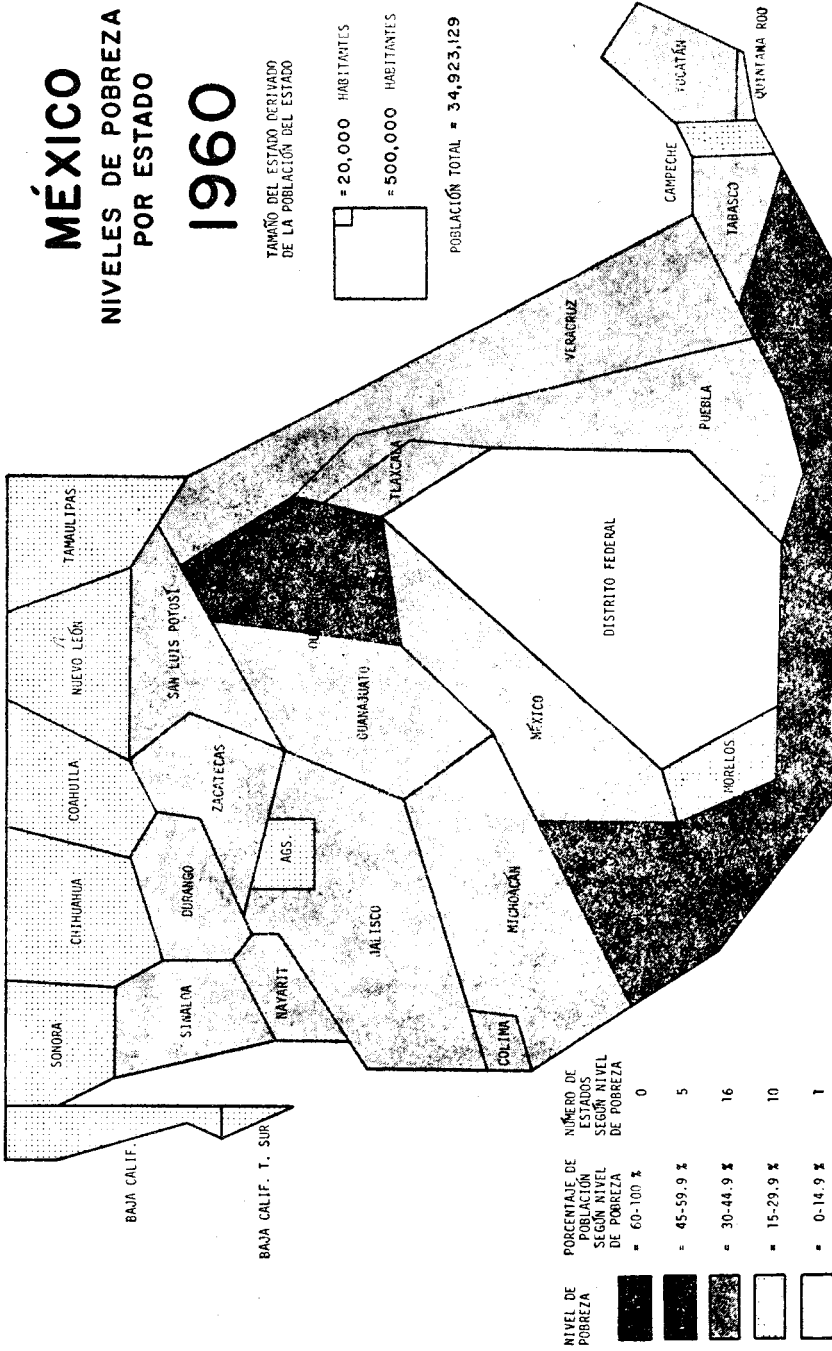 MÉXICO
NIVELES DE POBREZA
POR ESTADO
1960
TAMAÑO DEL ESTADO DERIVADO
DE LA POBLACIÓN DEL ESTADO
= 20,000 HABITANTES
= 500,000 HABITANTES
POBLACIÓN TOTAL = 34,923,129
BAJA CALIF.
BAJA CALIF. T. SUR
SONORA
CHIHUAHUA
COAHUILA
NUEVO LEÓN
TAMAULIPAS
SINALOA
DURANGO
ZACATECAS
SAN LUIS POTOSÍ
NAYARIT
AGS.
JALISCO
GUANAJUATO
QU
COLIMA
MICHOACÁN
MÉXICO
TLAXCALA
DISTRITO FEDERAL
MORELOS
PUEBLA
VERACRUZ
TABASCO
CAMPECHE
YUCATÁN
QUINTANA ROO
NIVEL DE
POBREZA
PORCENTAJE DE
POBLACIÓN
SEGÚN NIVEL
DE POBREZA
NÚMERO DE
ESTADOS
SEGÚN NIVEL
DE POBREZA
= 60-100 % 0
= 45-59.9 % 5
= 30-44.9 % 16
= 15-29.9 % 10
= 0-14.9 % 1